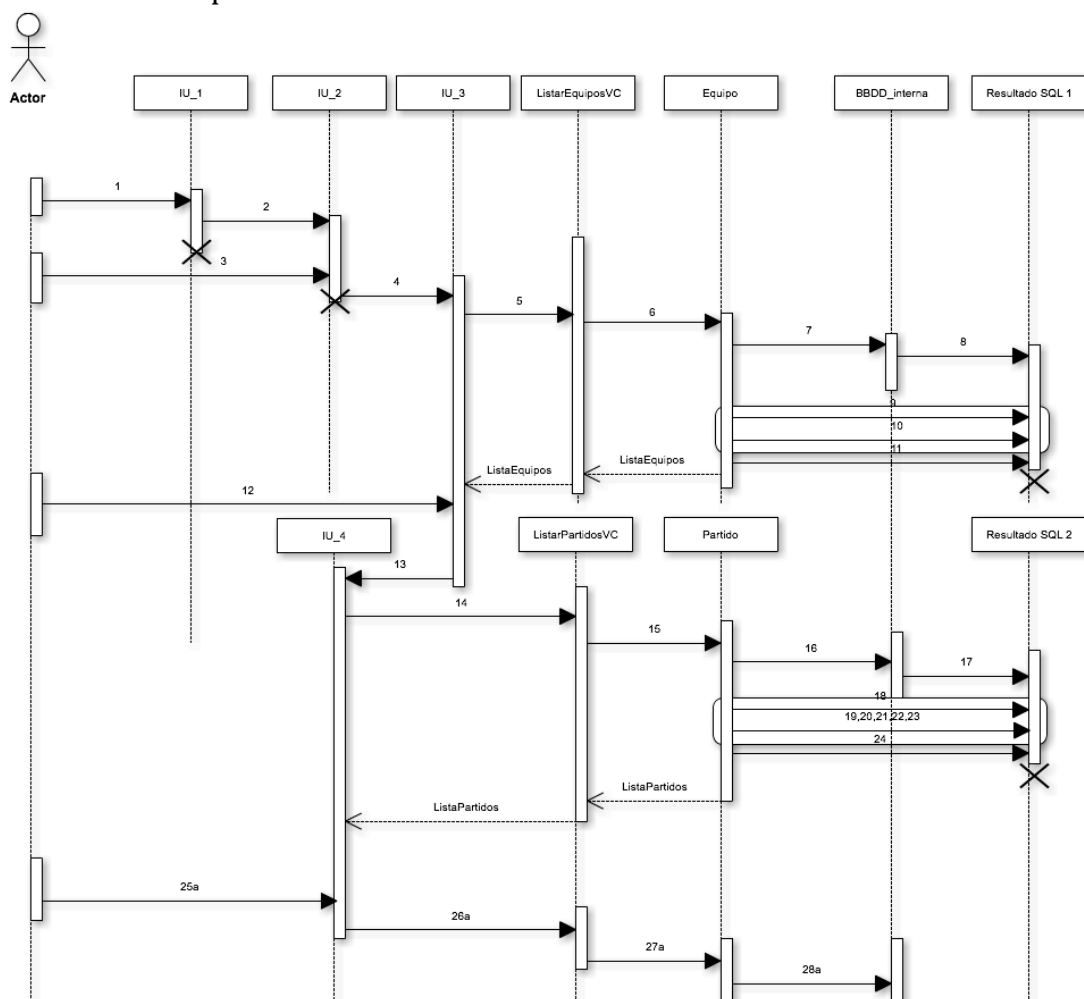 Actor
IU_1
IU_2
IU_3
ListarEquiposVC
Equipo
BBDD_interna
Resultado SQL 1
1
2
3
4
5
6
7
8
9
10
11
ListaEquipos
ListaEquipos
12
IU_4
ListarPartidosVC
Partido
Resultado SQL 2
13
14
15
16
17
18
19,20,21,22,23
24
ListaPartidos
ListaPartidos
25a
26a
27a
28a